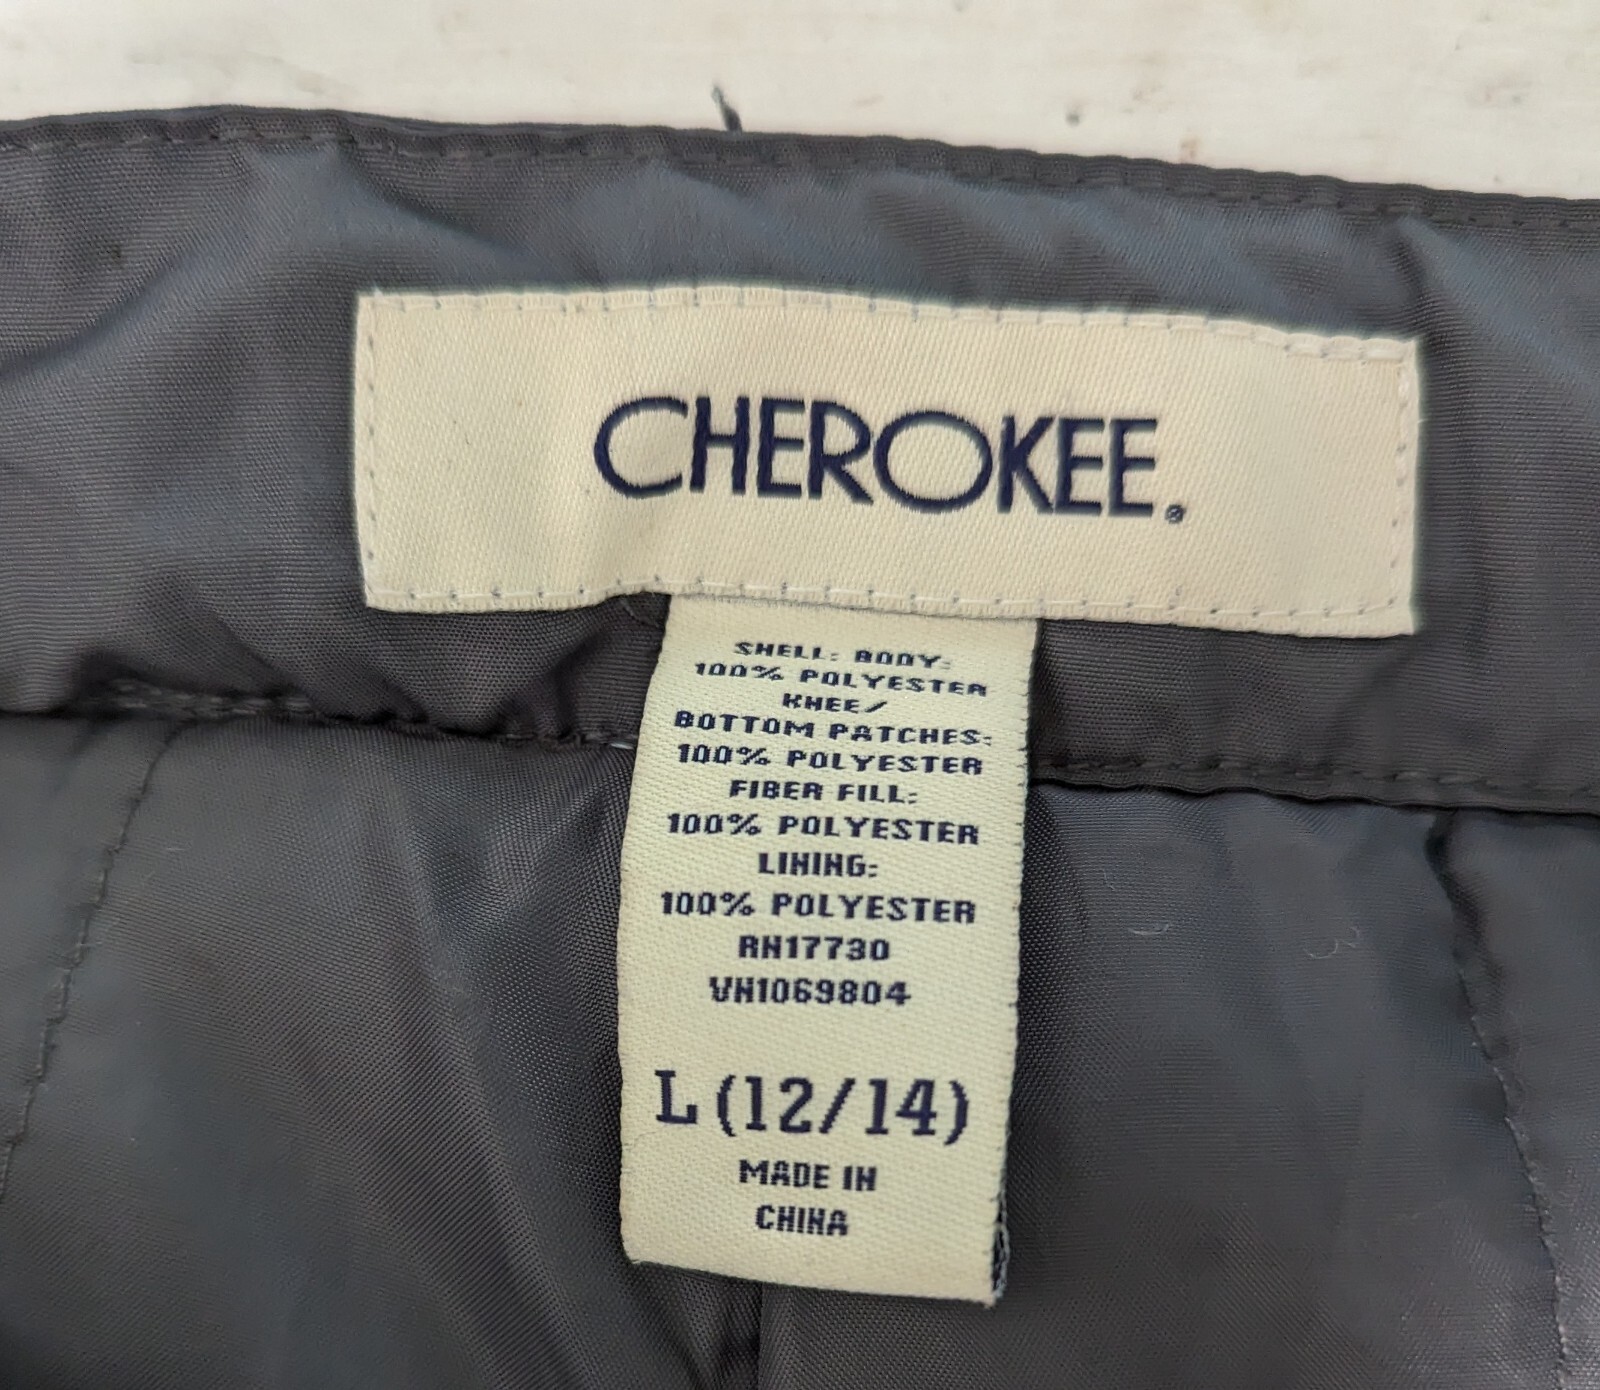 CHEROKEE®
SHELL: BODY:
100% POLYESTER
KNEE/
BOTTOM PATCHES:
100% POLYESTER
FIBER FILL:
100% POLYESTER
LINING:
100% POLYESTER
RN17730
VN1069804
L (12/14)
MADE IN
CHINA